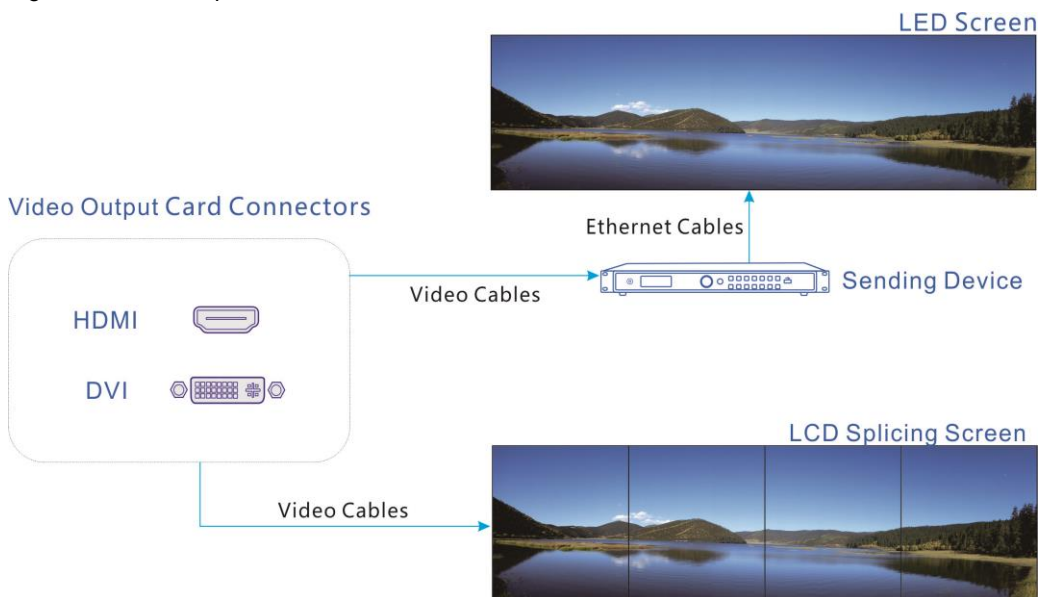 LED Screen
Ethernet Cables
Video Output Card Connectors
Sending Device
Video Cables
HDMI
DVI
LCD Splicing Screen
Video Cables